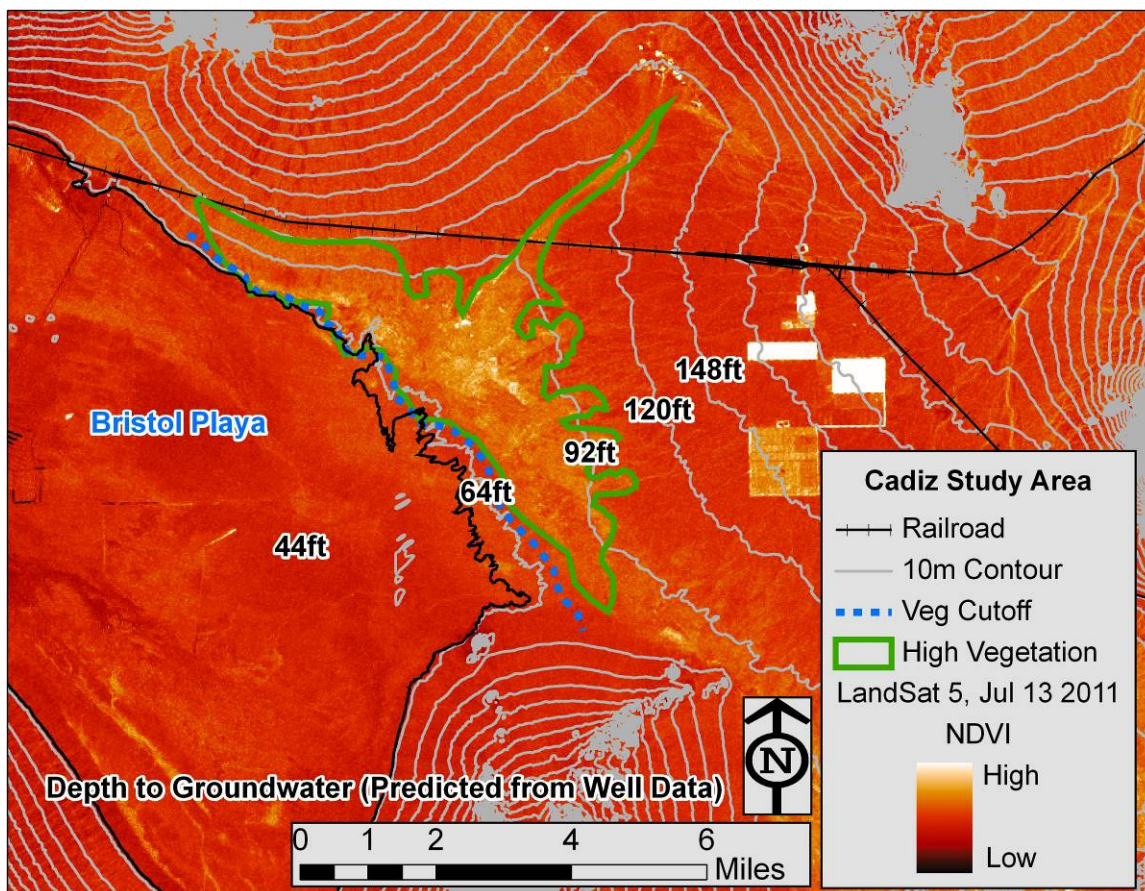 148ft
120ft
Bristol Playa
92ft
64ft
44ft
Depth to Groundwater (Predicted from Well Data)
0 1 2 4 6
Miles
N
Cadiz Study Area
Railroad
10m Contour
Veg Cutoff
High Vegetation
LandSat 5, Jul 13 2011
NDVI
High
Low